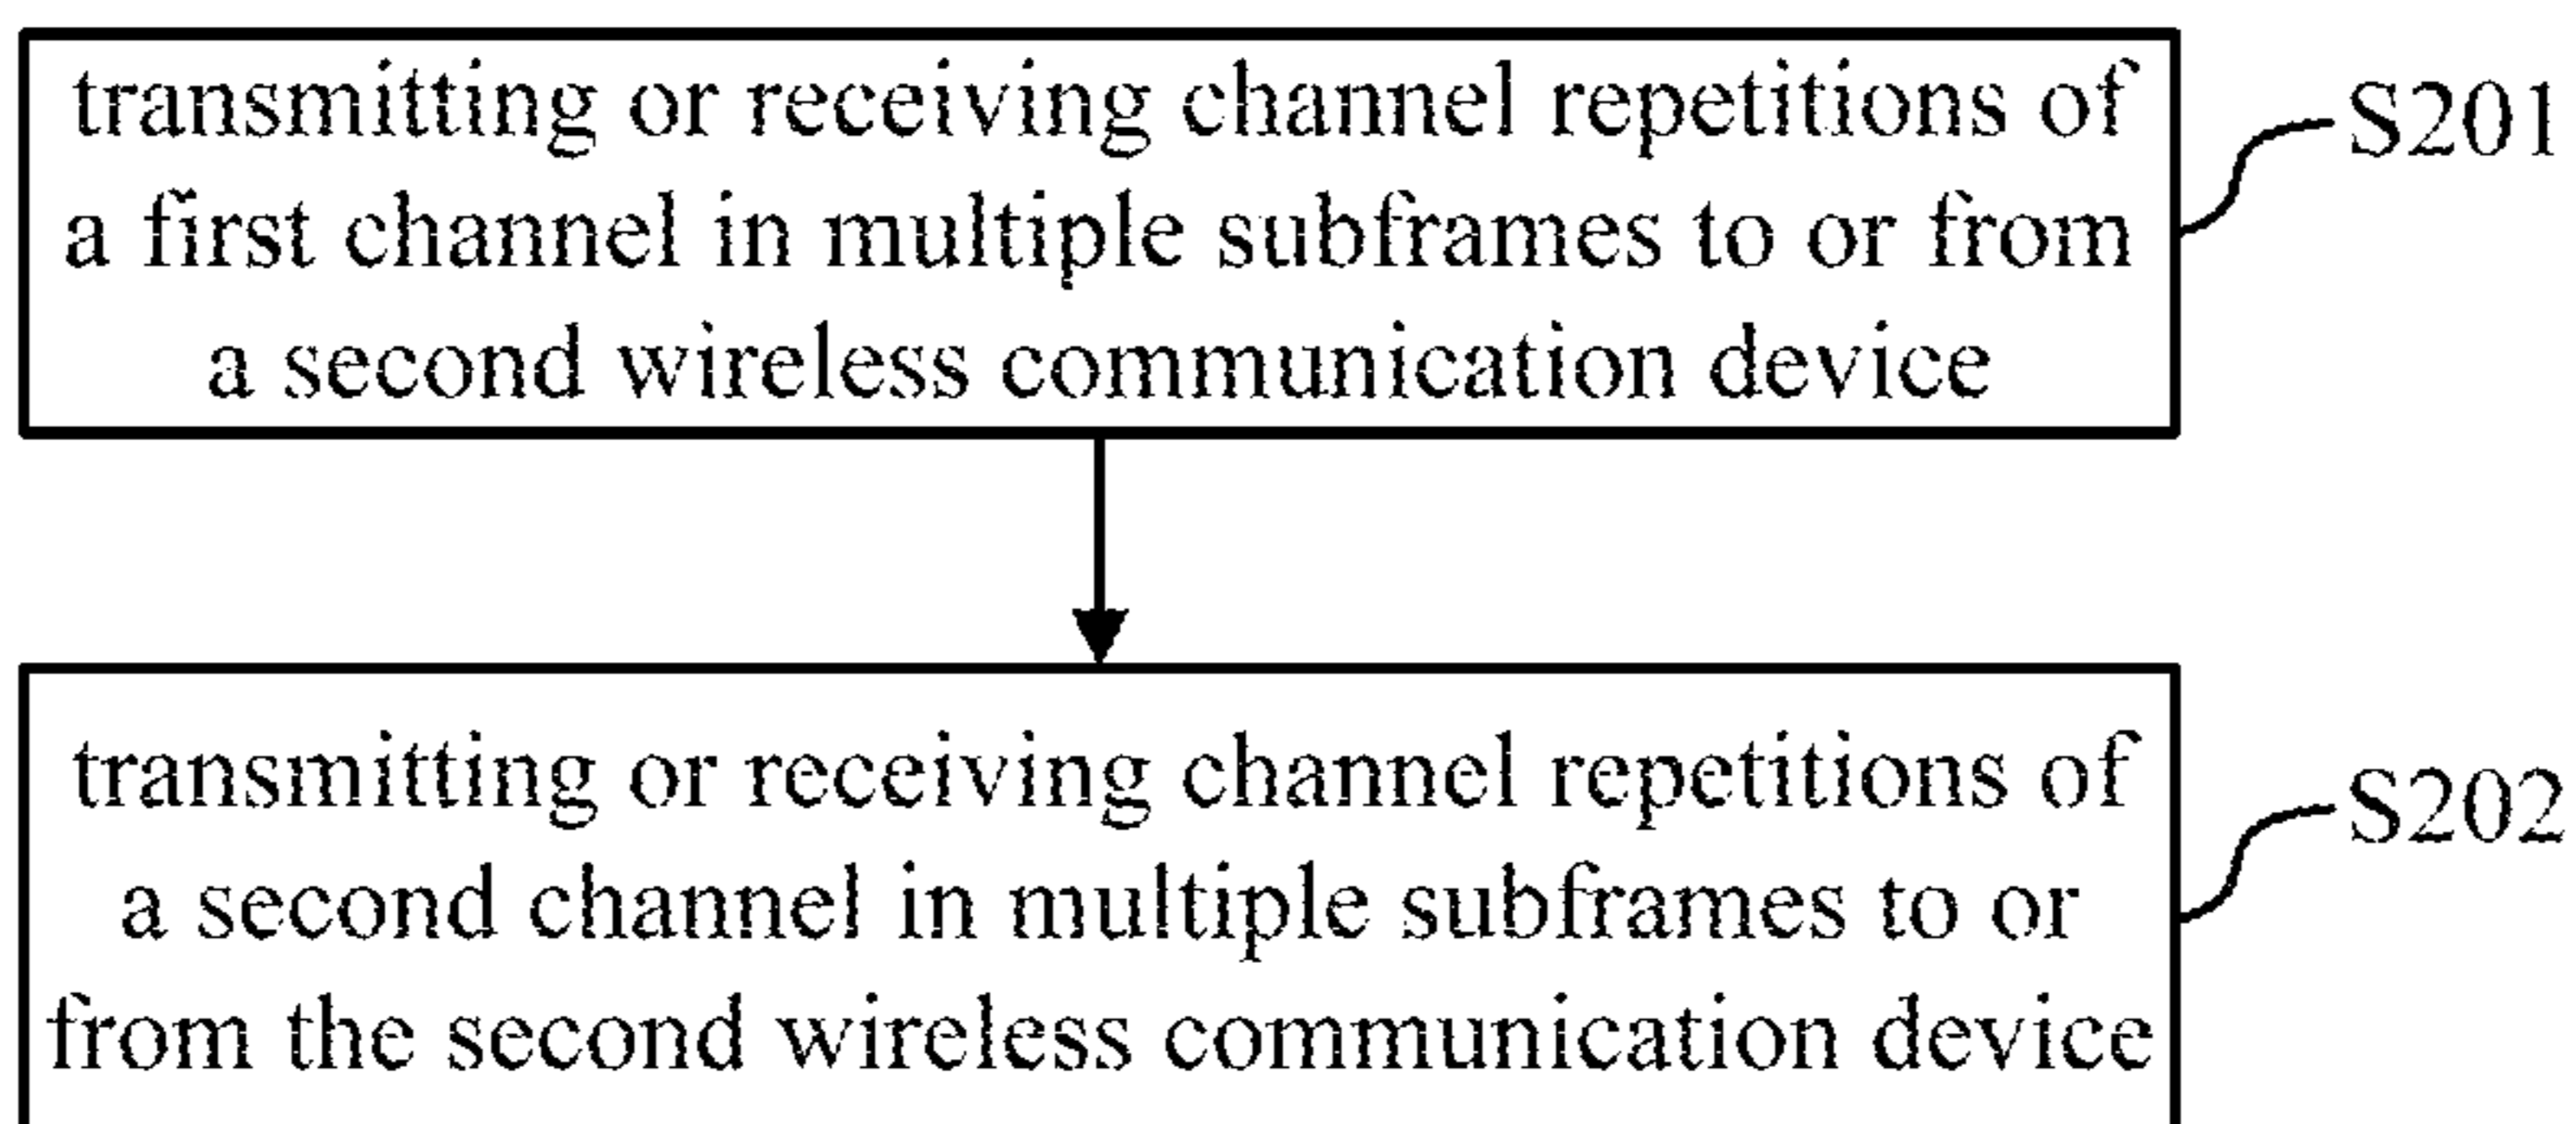 transmitting or receiving channel repetitions of
a first channel in multiple subframes to or from
a second wireless communication device
S201
transmitting or receiving channel repetitions of
a second channel in multiple subframes to or
from the second wireless communication device
S202